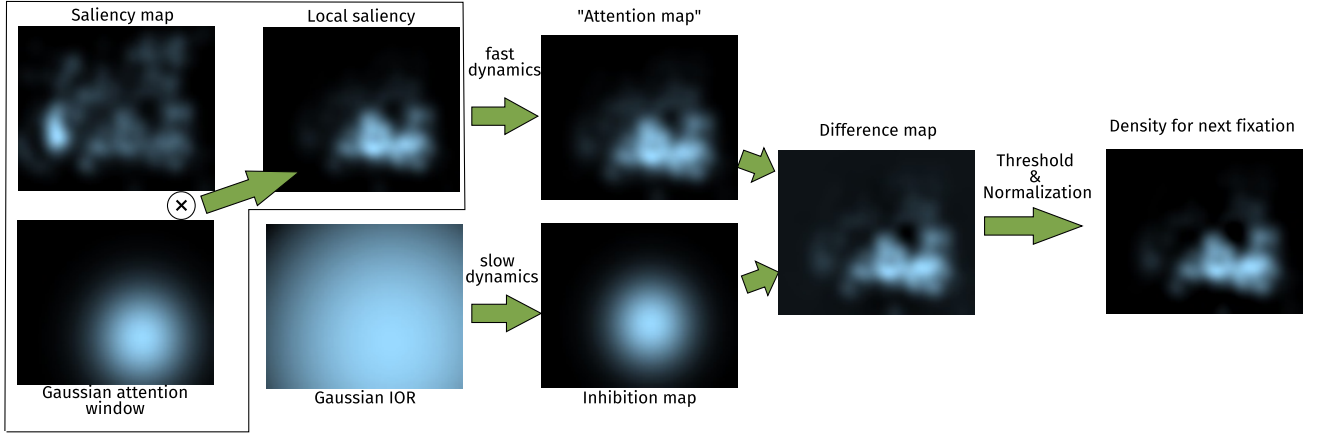 Saliency map
Local saliency
"Attention map"
fast
dynamics
Difference map
Density for next fixation
Threshold
&
Normalization
×
slow
dynamics
Gaussian attention
window
Gaussian IOR
Inhibition map